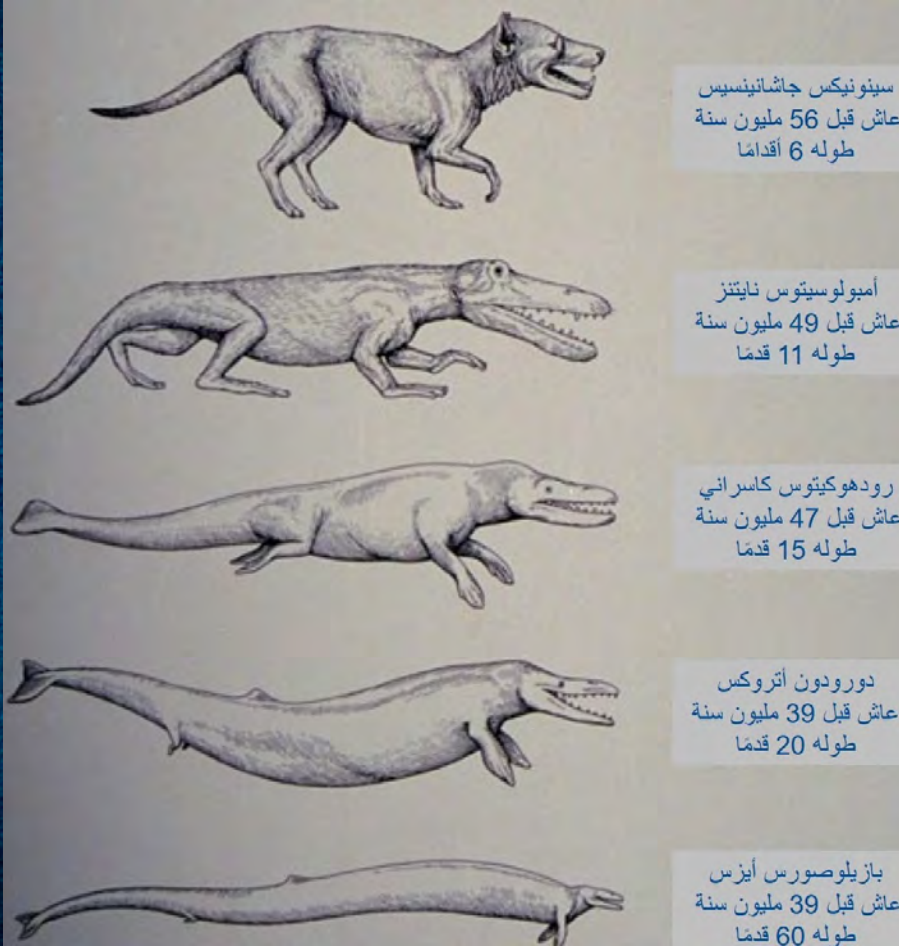 سينونيكس جاشانينسيس
عاش قبل 56 مليون سنة
طوله 6 أقدامًا
أمبولوسيتوس نايتنز
عاش قبل 49 مليون سنة
طوله 11 قدمًا
رودهوكيتوس كاسراني
عاش قبل 47 مليون سنة
طوله 15 قدمًا
دورودون أتروكس
عاش قبل 39 مليون سنة
طوله 20 قدمًا
بازيلوصورس أيزس
عاش قبل 39 مليون سنة
طوله 60 قدمًا